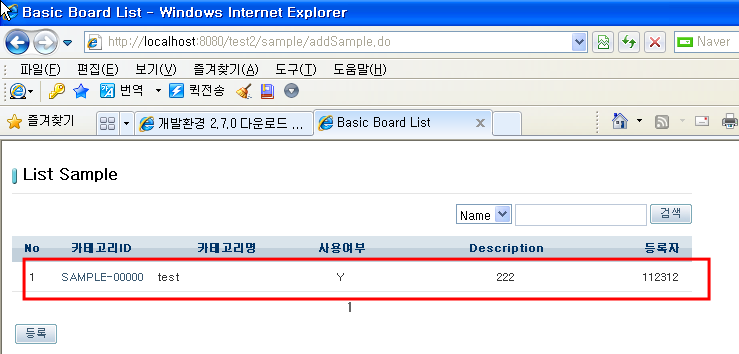 Basic Board List - Windows Internet Explorer
http://localhost:8080/test2/sample/addSample.do
Naver
파일(F) 편집(E) 보기(V) 즐겨찾기(A) 도구(T) 도움말(H)
번역 퀵전송
즐겨찾기 개발환경 2.7.0 다운로드 ... Basic Board List
List Sample
Name 검색
No 카테고리ID 카테고리명 사용여부 Description 등록자
1 SAMPLE-00000 test Y 222 112312
1
등록